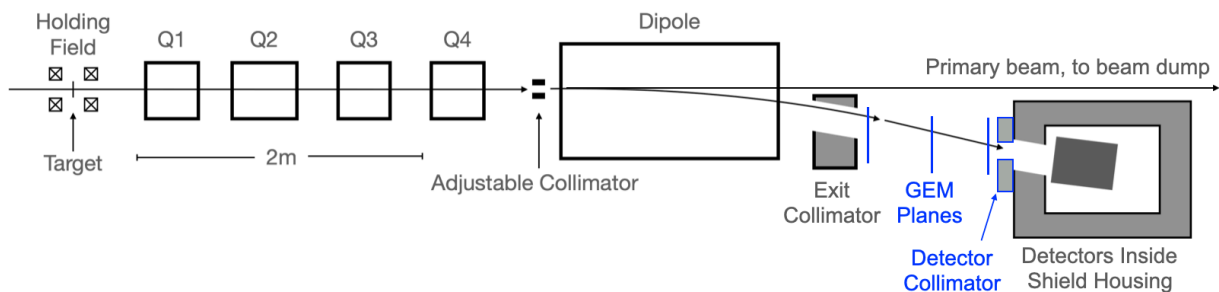 Holding
Field
Q1
Q2
Q3
Q4
Dipole
Primary beam, to beam dump
Target
2m
Adjustable Collimator
Exit
Collimator
GEM
Planes
Detector
Collimator
Detectors Inside
Shield Housing